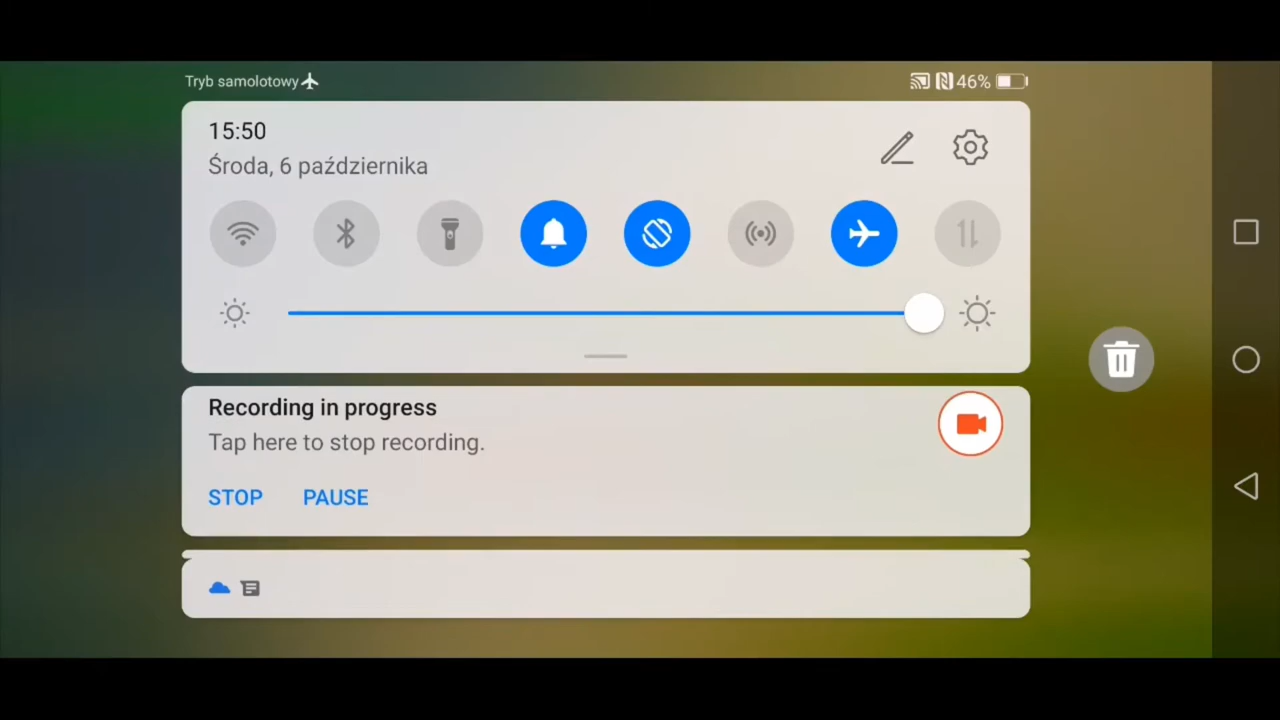 Tryb samolotowy
46%
15:50
Środa, 6 października
Recording in progress
Tap here to stop recording.
STOP PAUSE